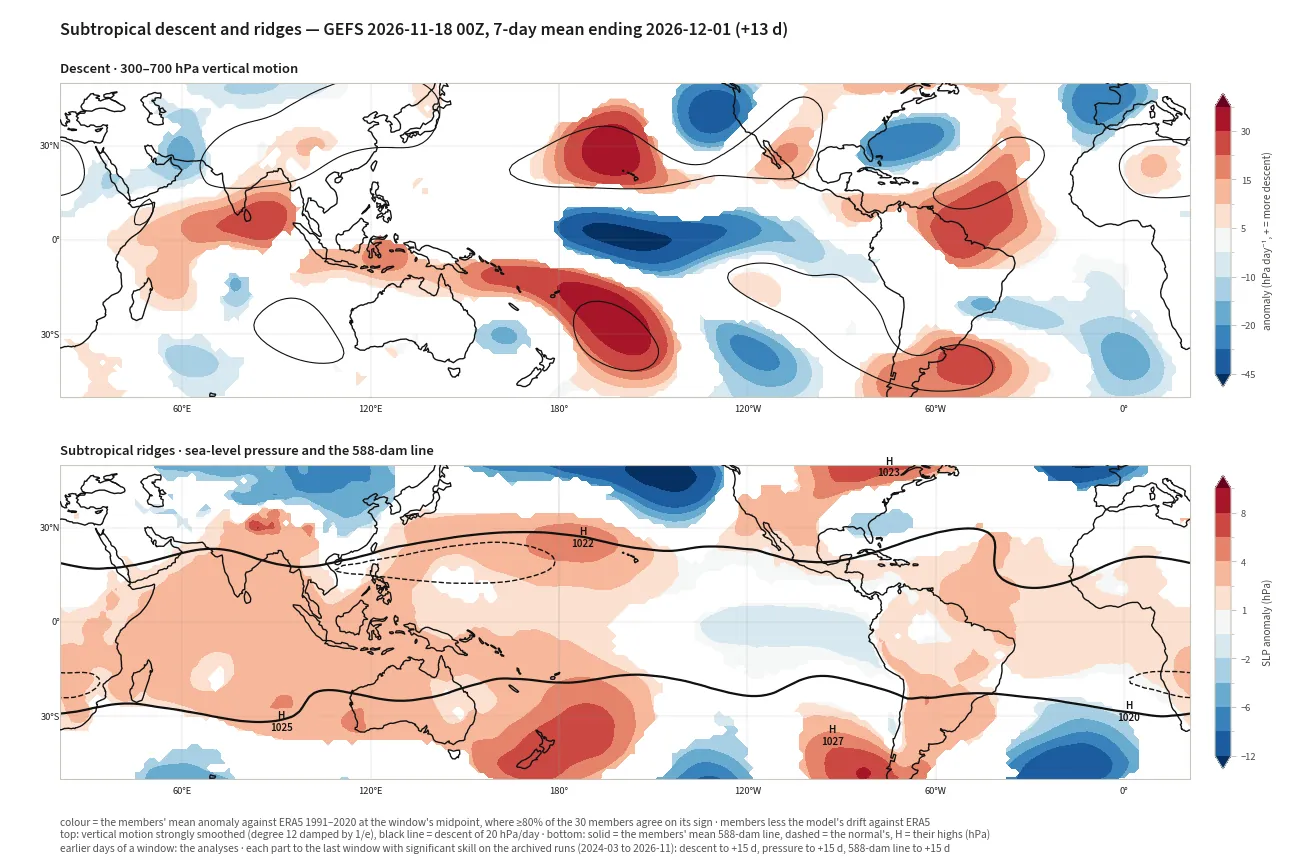 Subtropical descent and ridges — GEFS 2026-11-18 00Z, 7-day mean ending 2026-12-01 (+13 d)
Descent · 300–700 hPa vertical motion
30°N
0°
30°S
60°E
120°E
180°
120°W
60°W
0°
30
15
5
−10
−20
−45
anomaly (hPa day⁻¹, + = more descent)
Subtropical ridges · sea-level pressure and the 588-dam line
H
1023
H
1022
H
1025
H
1027
H
1020
30°N
0°
30°S
60°E
120°E
180°
120°W
60°W
0°
8
4
1
−2
−6
−12
SLP anomaly (hPa)
colour = the members' mean anomaly against ERA5 1991–2020 at the window's midpoint, where ≥80% of the 30 members agree on its sign · members less the model's drift against ERA5
top: vertical motion strongly smoothed (degree 12 damped by 1/e), black line = descent of 20 hPa/day · bottom: solid = the members' mean 588-dam line, dashed = the normal's, H = their highs (hPa)
earlier days of a window: the analyses · each part to the last window with significant skill on the archived runs (2024-03 to 2026-11): descent to +15 d, pressure to +15 d, 588-dam line to +15 d